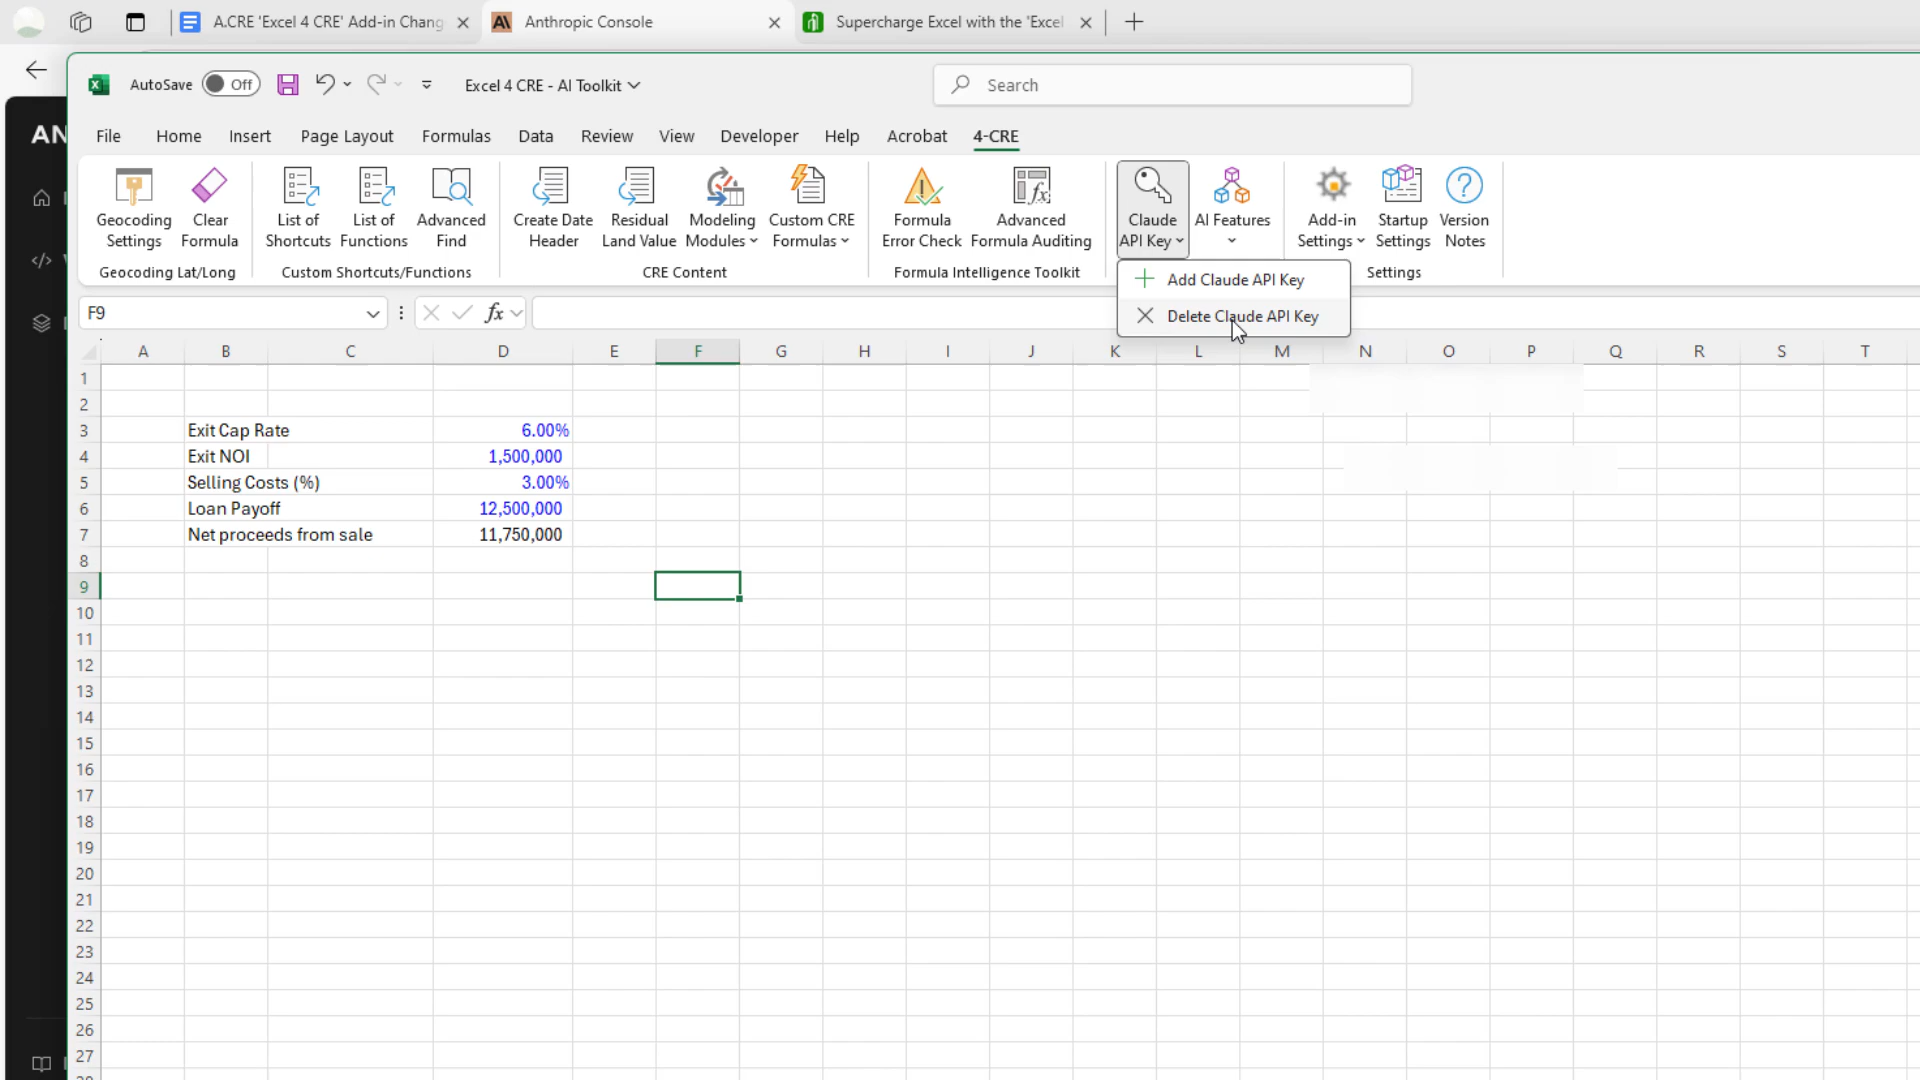 A.CRE 'Excel 4 CRE' Add-in Chang
Anthropic Console
Supercharge Excel with the 'Excel
AutoSave Off
Excel 4 CRE - AI Toolkit
Search
AN
File Home Insert Page Layout Formulas Data Review View Developer Help Acrobat 4-CRE
Geocoding Settings
Clear Formula
List of Shortcuts
List of Functions
Advanced Find
Create Date Header
Residual Land Value
Modeling Modules
Custom CRE Formulas
Formula Error Check
Advanced Formula Auditing
Claude API Key
AI Features
Add-in Settings
Startup Settings
Version Notes
Geocoding Lat/Long
Custom Shortcuts/Functions
CRE Content
Formula Intelligence Toolkit
Settings
Add Claude API Key
Delete Claude API Key
F9
fx
A B C D E F G H I J K L M N O P Q R S T
1
2
3 Exit Cap Rate 6.00%
4 Exit NOI 1,500,000
5 Selling Costs (%) 3.00%
6 Loan Payoff 12,500,000
7 Net proceeds from sale 11,750,000
8
9
10
11
12
13
14
15
16
17
18
19
20
21
22
23
24
25
26
27